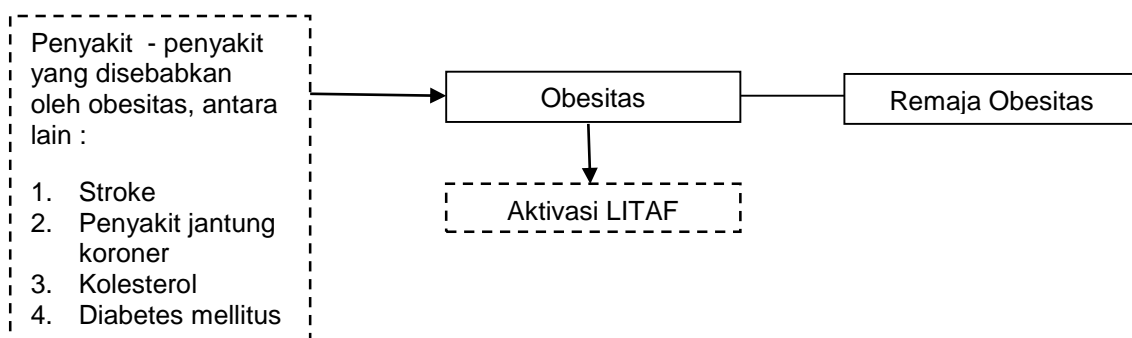 Penyakit - penyakit
yang disebabkan
oleh obesitas, antara
lain :
1. Stroke
2. Penyakit jantung
koroner
3. Kolesterol
4. Diabetes mellitus
Obesitas
Aktivasi LITAF
Remaja Obesitas